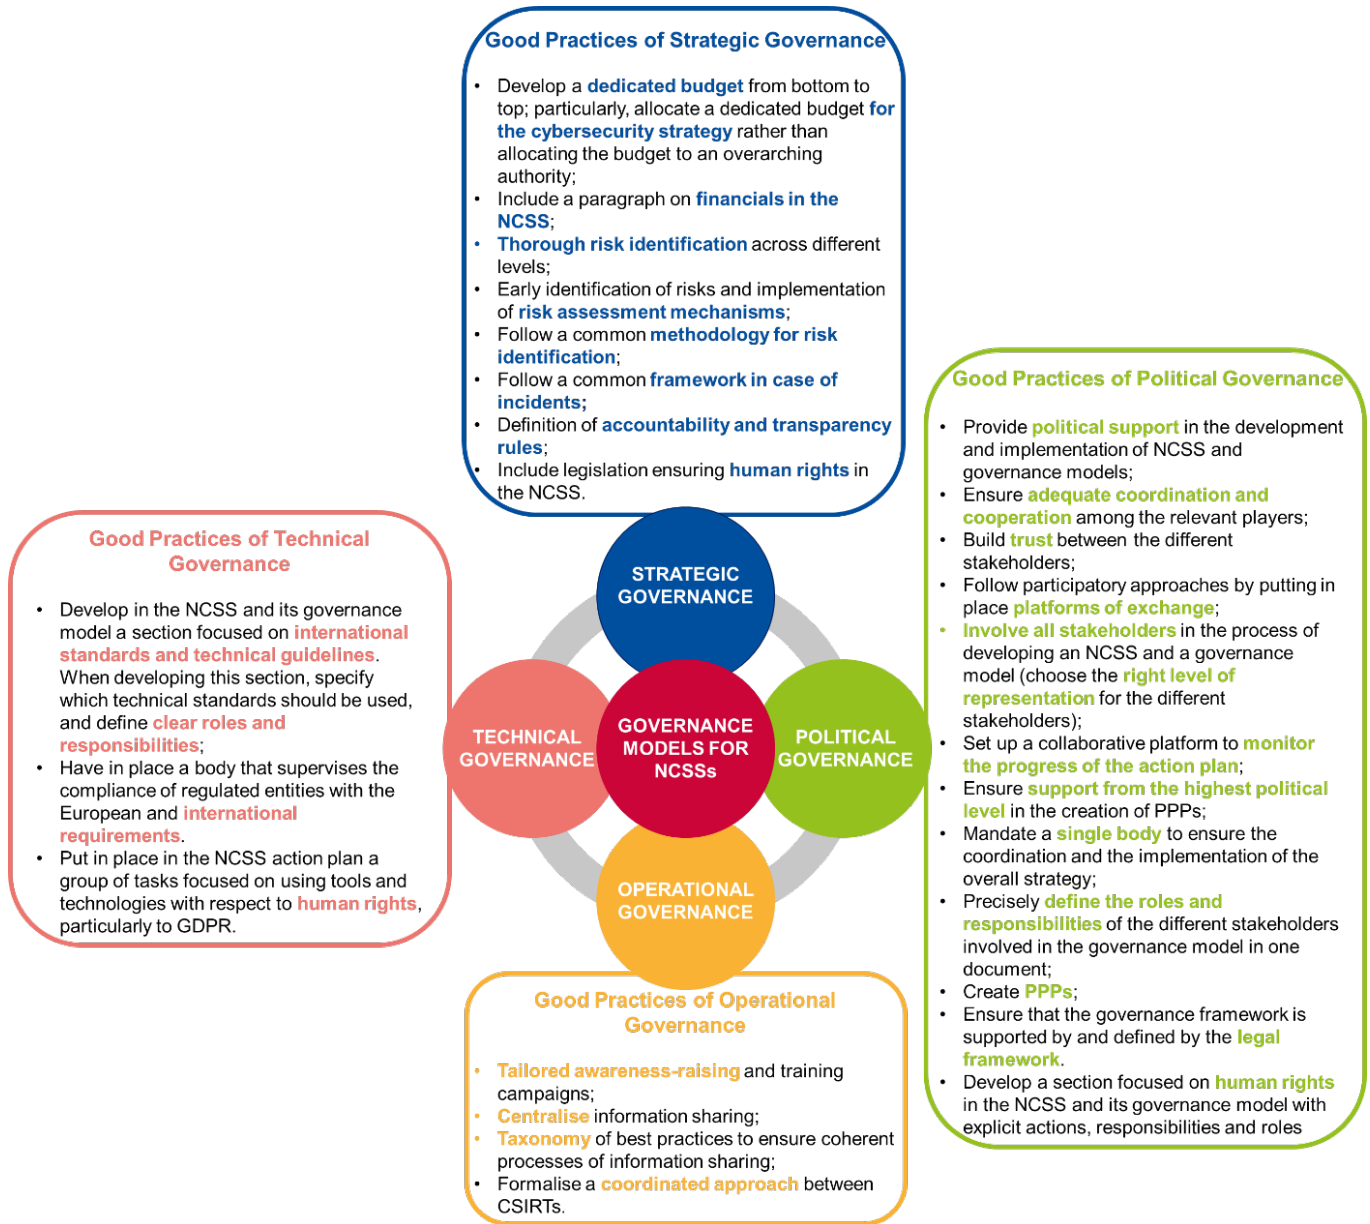 Good Practices of Strategic Governance
• Develop a dedicated budget from bottom to
top; particularly, allocate a dedicated budget for
the cybersecurity strategy rather than
allocating the budget to an overarching
authority;
• Include a paragraph on financials in the
NCSS;
• Thorough risk identification across different
levels;
• Early identification of risks and implementation
of risk assessment mechanisms;
• Follow a common methodology for risk
identification;
• Follow a common framework in case of
incidents;
• Definition of accountability and transparency
rules;
• Include legislation ensuring human rights in
the NCSS.
Good Practices of Technical
Governance
• Develop in the NCSS and its governance
model a section focused on international
standards and technical guidelines.
When developing this section, specify
which technical standards should be used,
and define clear roles and
responsibilities;
• Have in place a body that supervises the
compliance of regulated entities with the
European and international
requirements.
• Put in place in the NCSS action plan a
group of tasks focused on using tools and
technologies with respect to human rights,
particularly to GDPR.
STRATEGIC
GOVERNANCE
TECHNICAL
GOVERNANCE
GOVERNANCE
MODELS FOR
NCSSs
POLITICAL
GOVERNANCE
OPERATIONAL
GOVERNANCE
Good Practices of Political Governance
• Provide political support in the development
and implementation of NCSS and
governance models;
• Ensure adequate coordination and
cooperation among the relevant players;
• Build trust between the different
stakeholders;
• Follow participatory approaches by putting in
place platforms of exchange;
• Involve all stakeholders in the process of
developing an NCSS and a governance
model (choose the right level of
representation for the different
stakeholders);
• Set up a collaborative platform to monitor
the progress of the action plan;
• Ensure support from the highest political
level in the creation of PPPs;
• Mandate a single body to ensure the
coordination and the implementation of the
overall strategy;
• Precisely define the roles and
responsibilities of the different stakeholders
involved in the governance model in one
document;
• Create PPPs;
• Ensure that the governance framework is
supported by and defined by the legal
framework.
• Develop a section focused on human rights
in the NCSS and its governance model with
explicit actions, responsibilities and roles
Good Practices of Operational
Governance
• Tailored awareness-raising and training
campaigns;
• Centralise information sharing;
• Taxonomy of best practices to ensure coherent
processes of information sharing;
• Formalise a coordinated approach between
CSIRTs.